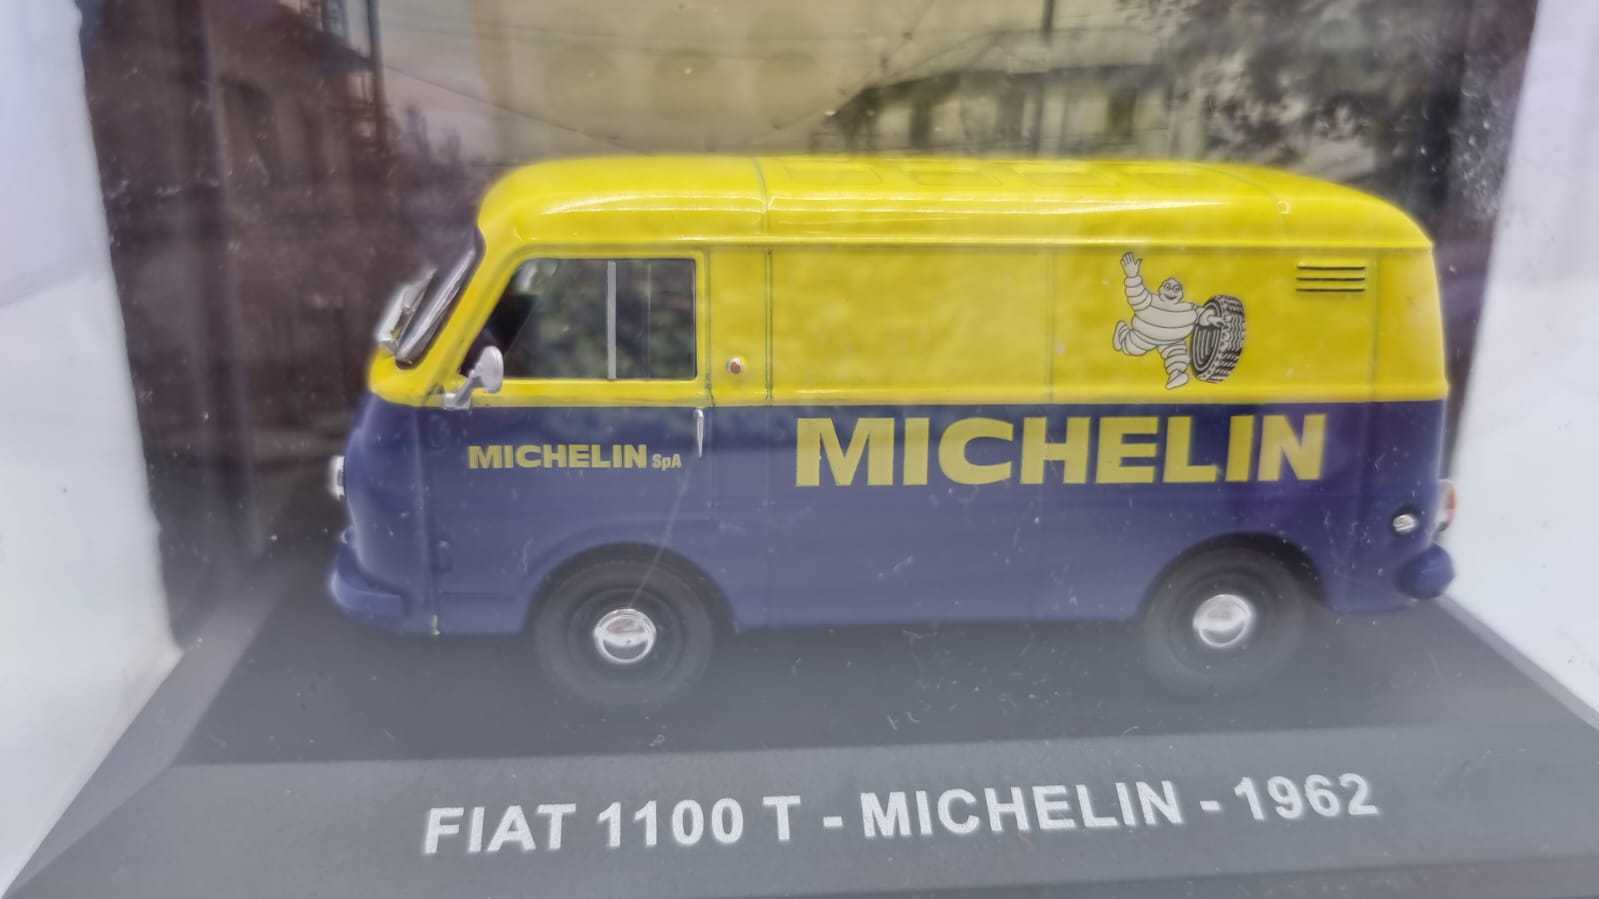 MICHELIN SpA
MICHELIN
FIAT 1100 T - MICHELIN - 1962